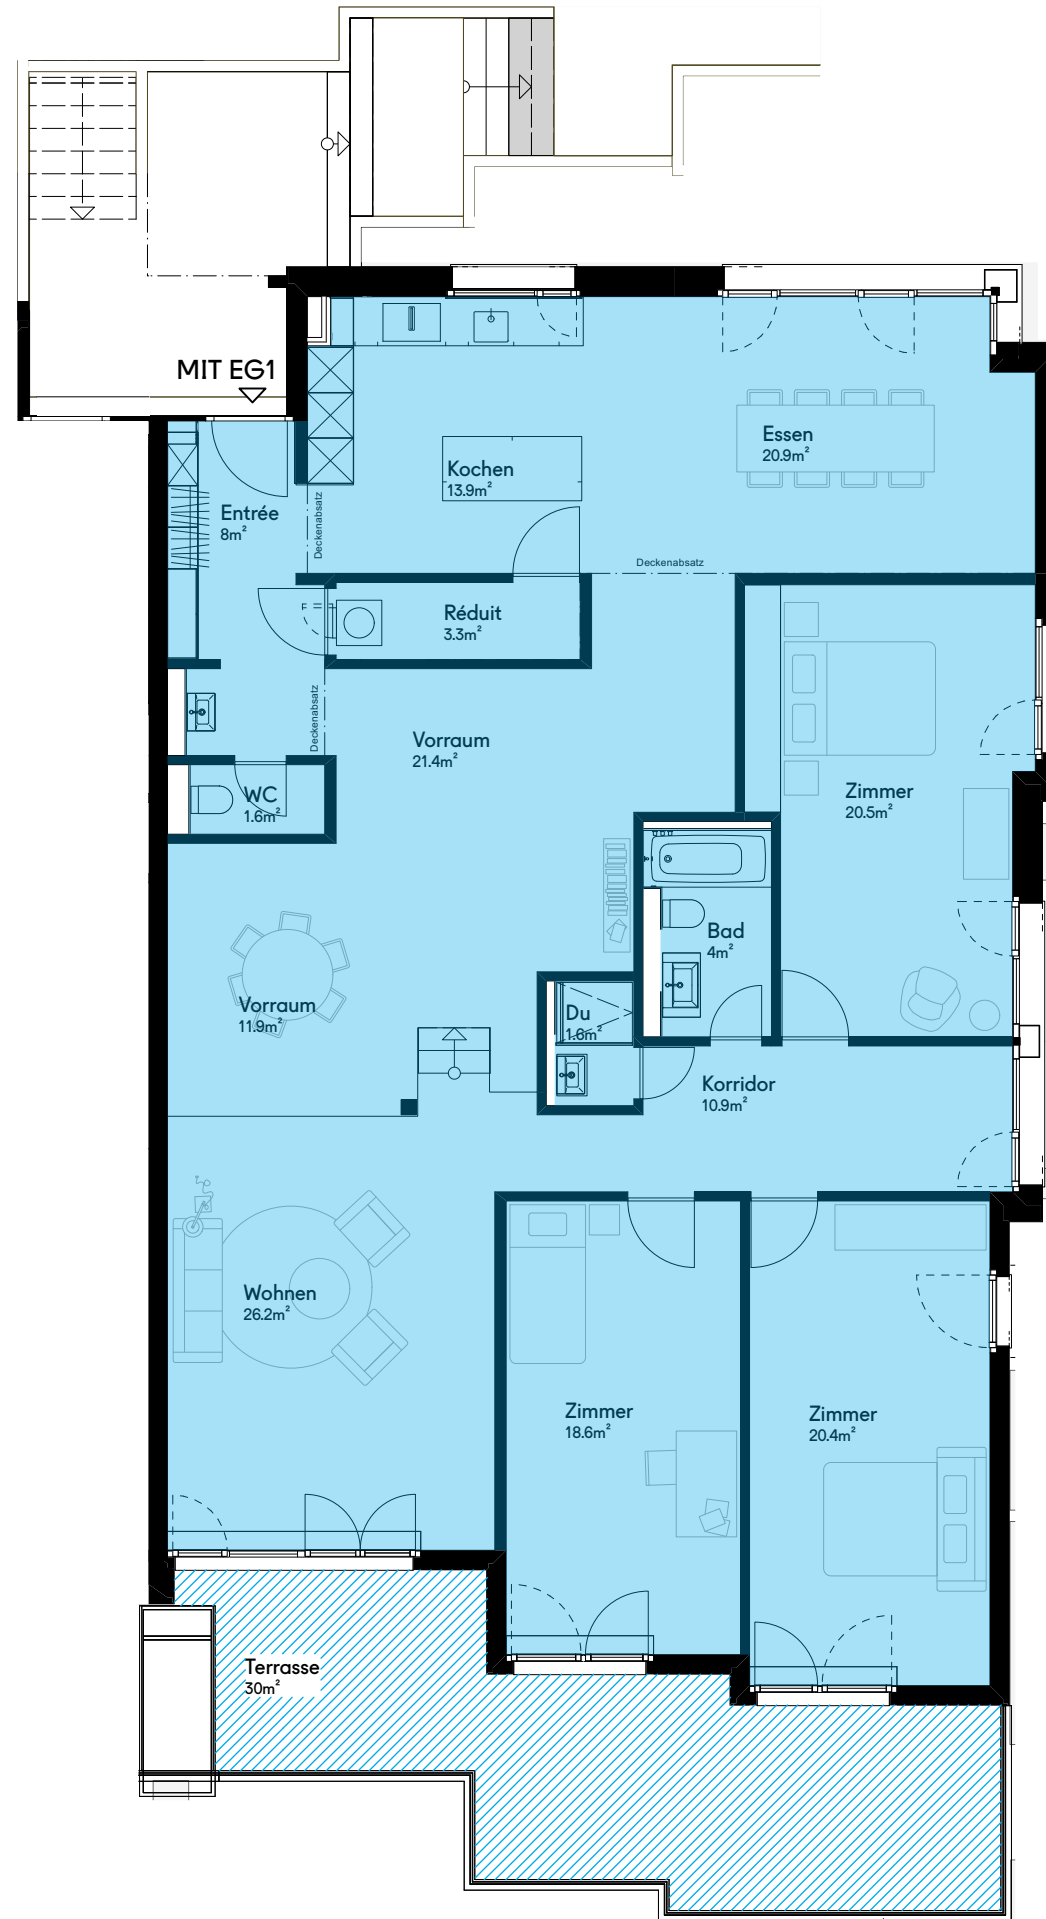 MIT EG1
Essen
20.9m²
Kochen
13.9m²
Entrée
8m²
Deckenabsatz
Deckenabsatz
Réduit
3.3m²
Deckenabsatz
Vorraum
21.4m²
Zimmer
20.5m²
WC
1.6m²
Bad
4m²
Vorraum
11.9m²
Du
1.6m²
Korridor
10.9m²
Wohnen
26.2m²
Zimmer
18.6m²
Zimmer
20.4m²
Terrasse
30m²